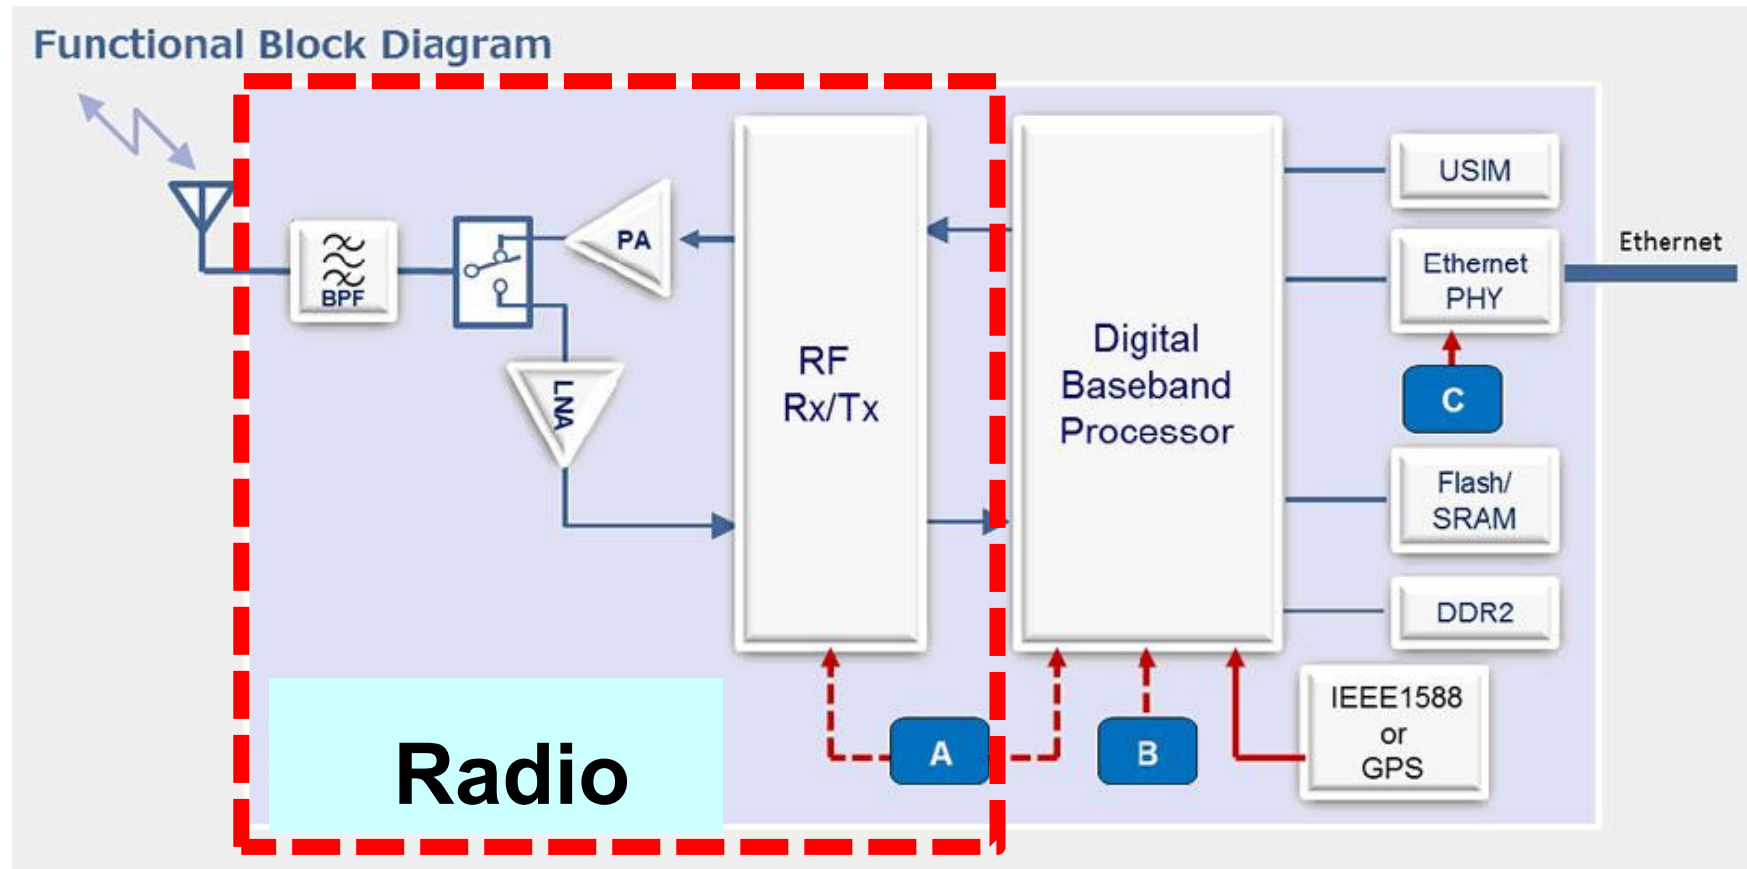 Functional Block Diagram
BPF
PA
LNA
RF
Rx/Tx
Digital
Baseband
Processor
USIM
Ethernet
PHY
Ethernet
C
Flash/
SRAM
DDR2
IEEE1588
or
GPS
A
B
Radio